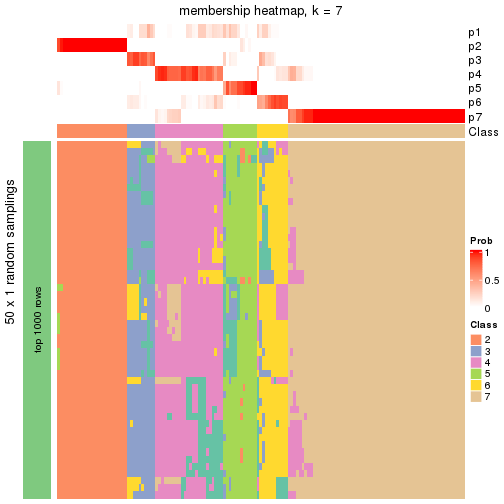 membership heatmap, k = 7
p1
p2
p3
p4
p5
p6
p7
Class
50 x 1 random samplings
top 1000 rows
Prob
1
0.5
0
Class
2
3
4
5
6
7